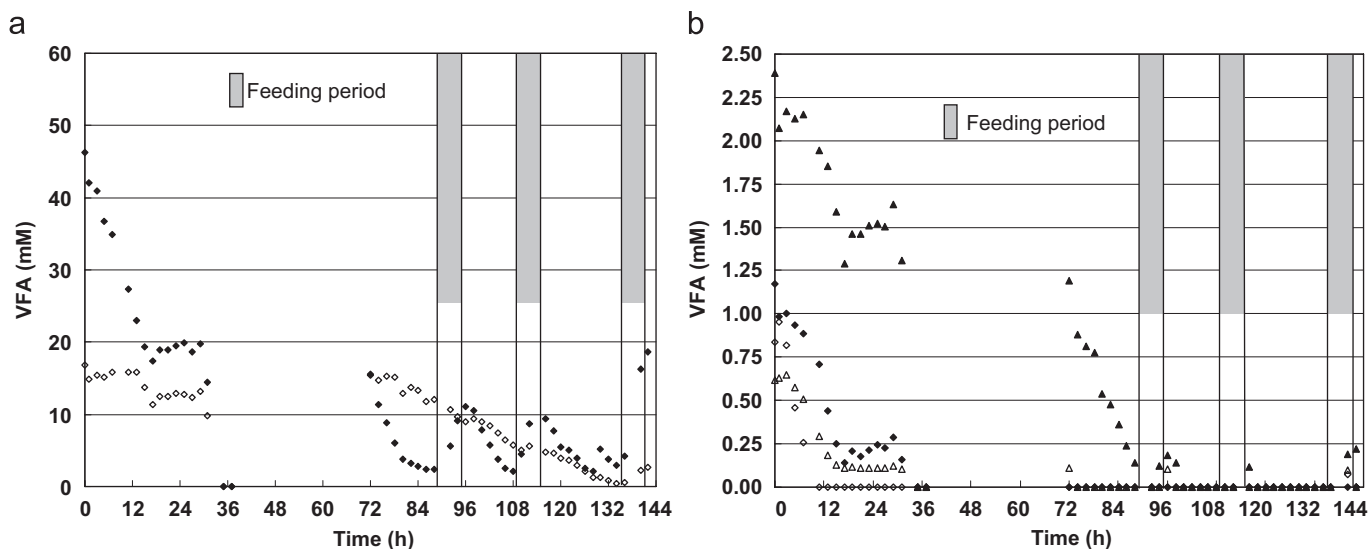 a
60
50
40
30
20
10
0
VFA (mM)
Feeding period
0 12 24 36 48 60 72 84 96 108 120 132 144
Time (h)
b
2.50
2.25
2.00
1.75
1.50
1.25
1.00
0.75
0.50
0.25
0.00
VFA (mM)
Feeding period
0 12 24 36 48 60 72 84 96 108 120 132 144
Time (h)